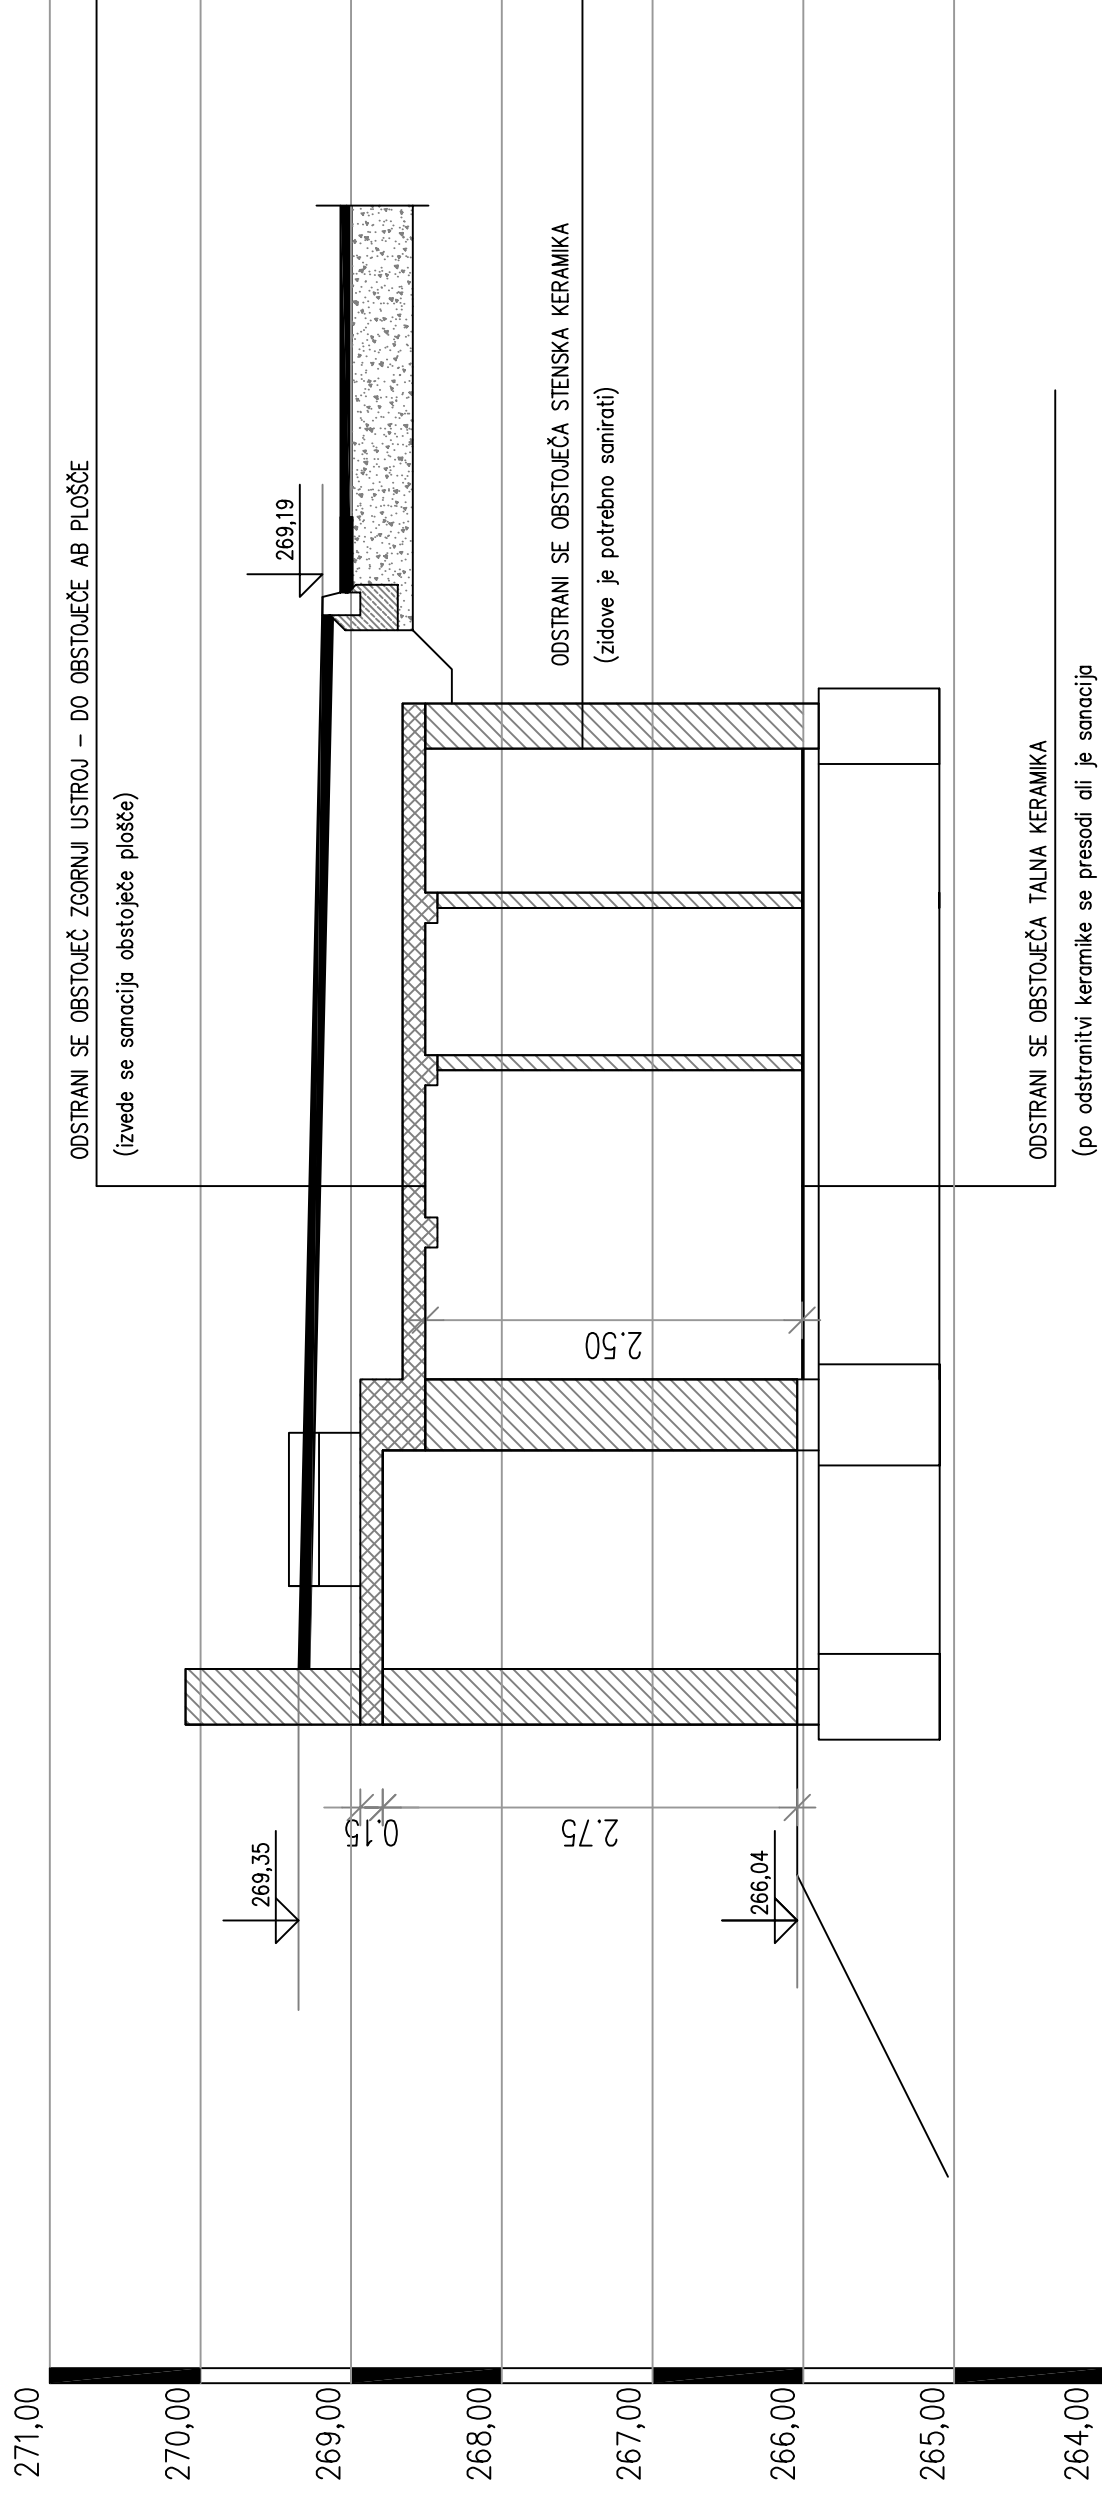 ODSTRANI SE OBSTOJEČ ZGORNJI USTROJ – DO OBSTOJEČE AB PLOŠČE
(izvede se sanacija obstoječe plošče)
269,19
ODSTRANI SE OBSTOJEČA STENSKA KERAMIKA
(zidove je potrebno sanirati)
ODSTRANI SE OBSTOJEČA TALNA KERAMIKA
(po odstranitvi keramike se presodi ali je sanacija
2.50
0.15
2.75
269,35
266,04
271,00
270,00
269,00
268,00
267,00
266,00
265,00
264,00